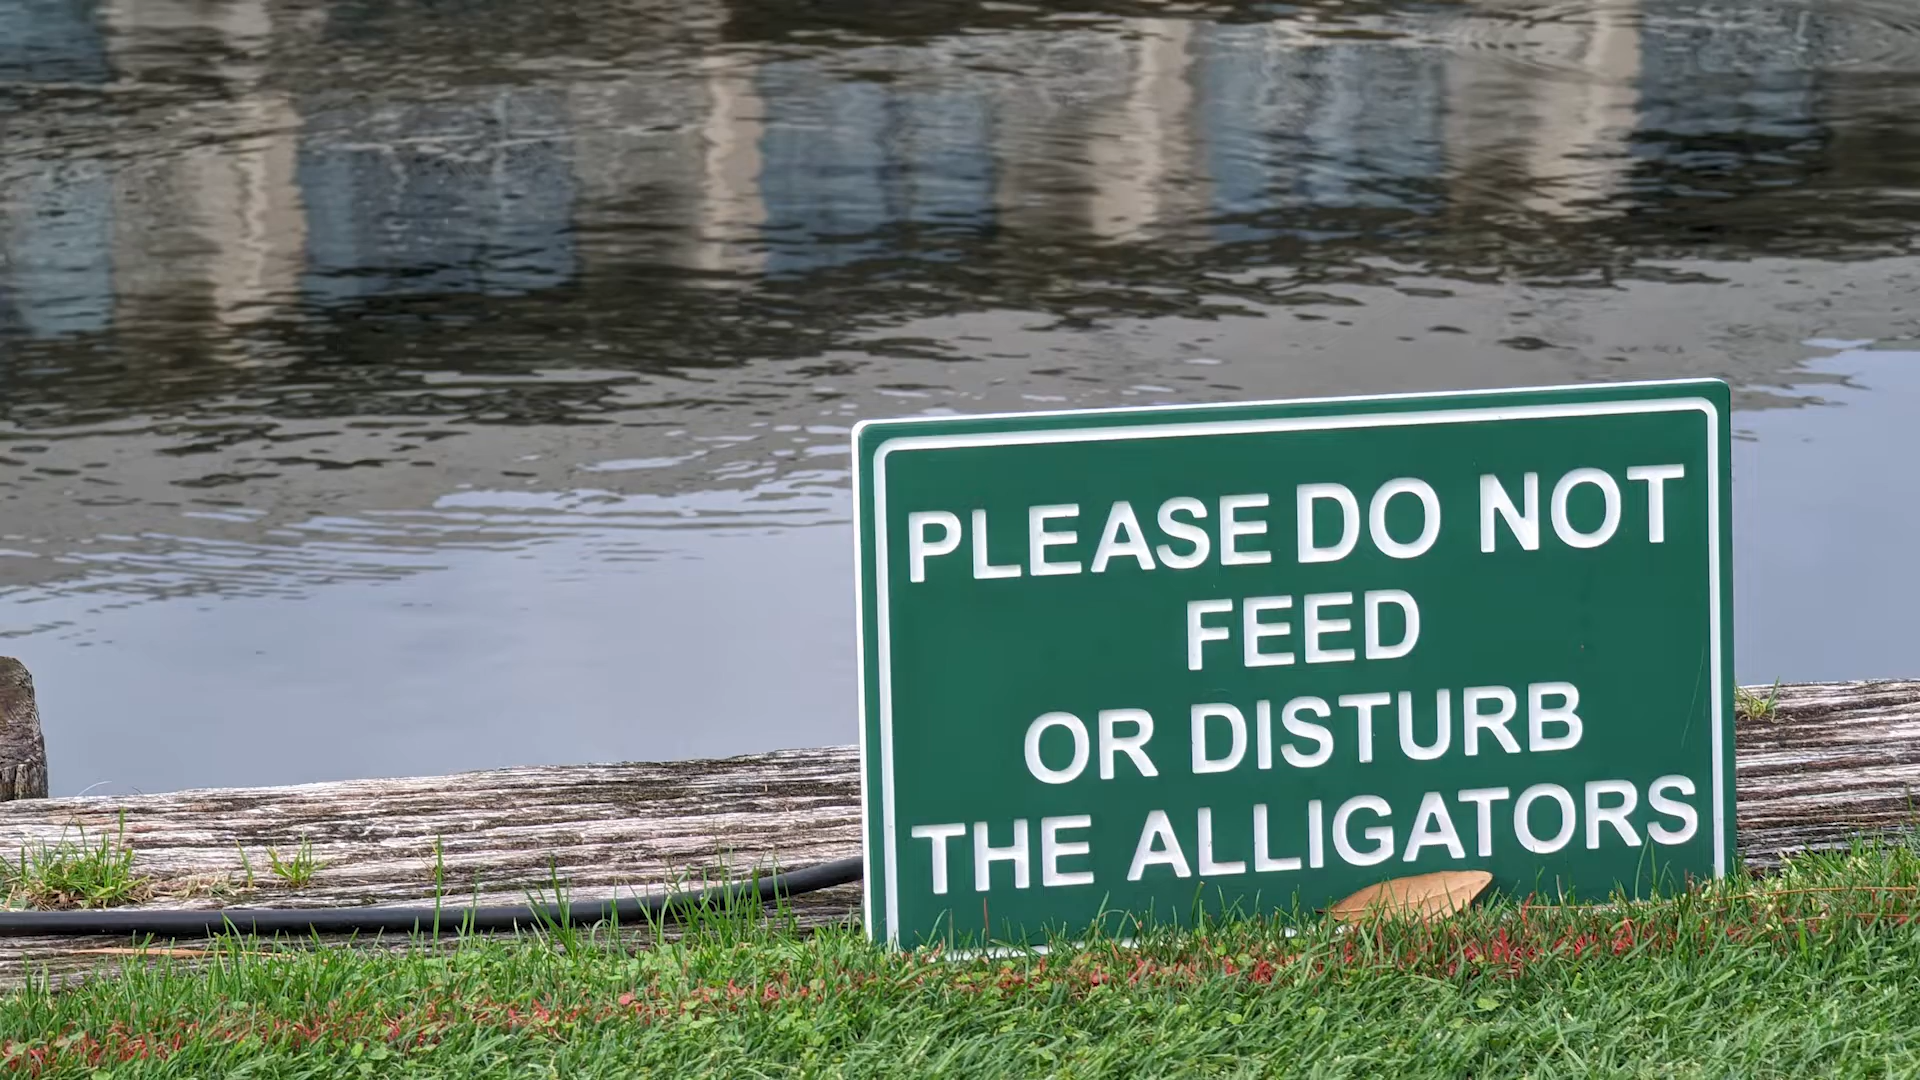 PLEASE DO NOT
FEED
OR DISTURB
THE ALLIGATORS